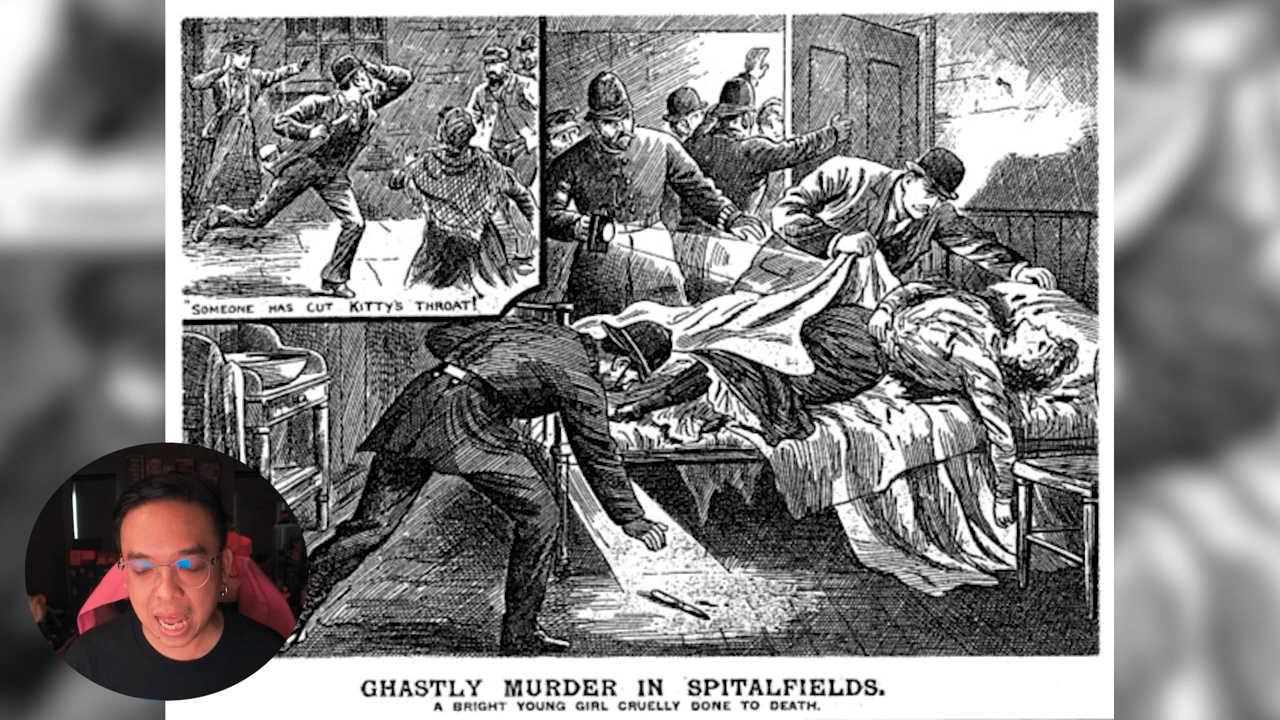 "SOMEONE HAS CUT KITTY'S THROAT!"
GHASTLY MURDER IN SPITALFIELDS.
A BRIGHT YOUNG GIRL CRUELLY DONE TO DEATH.